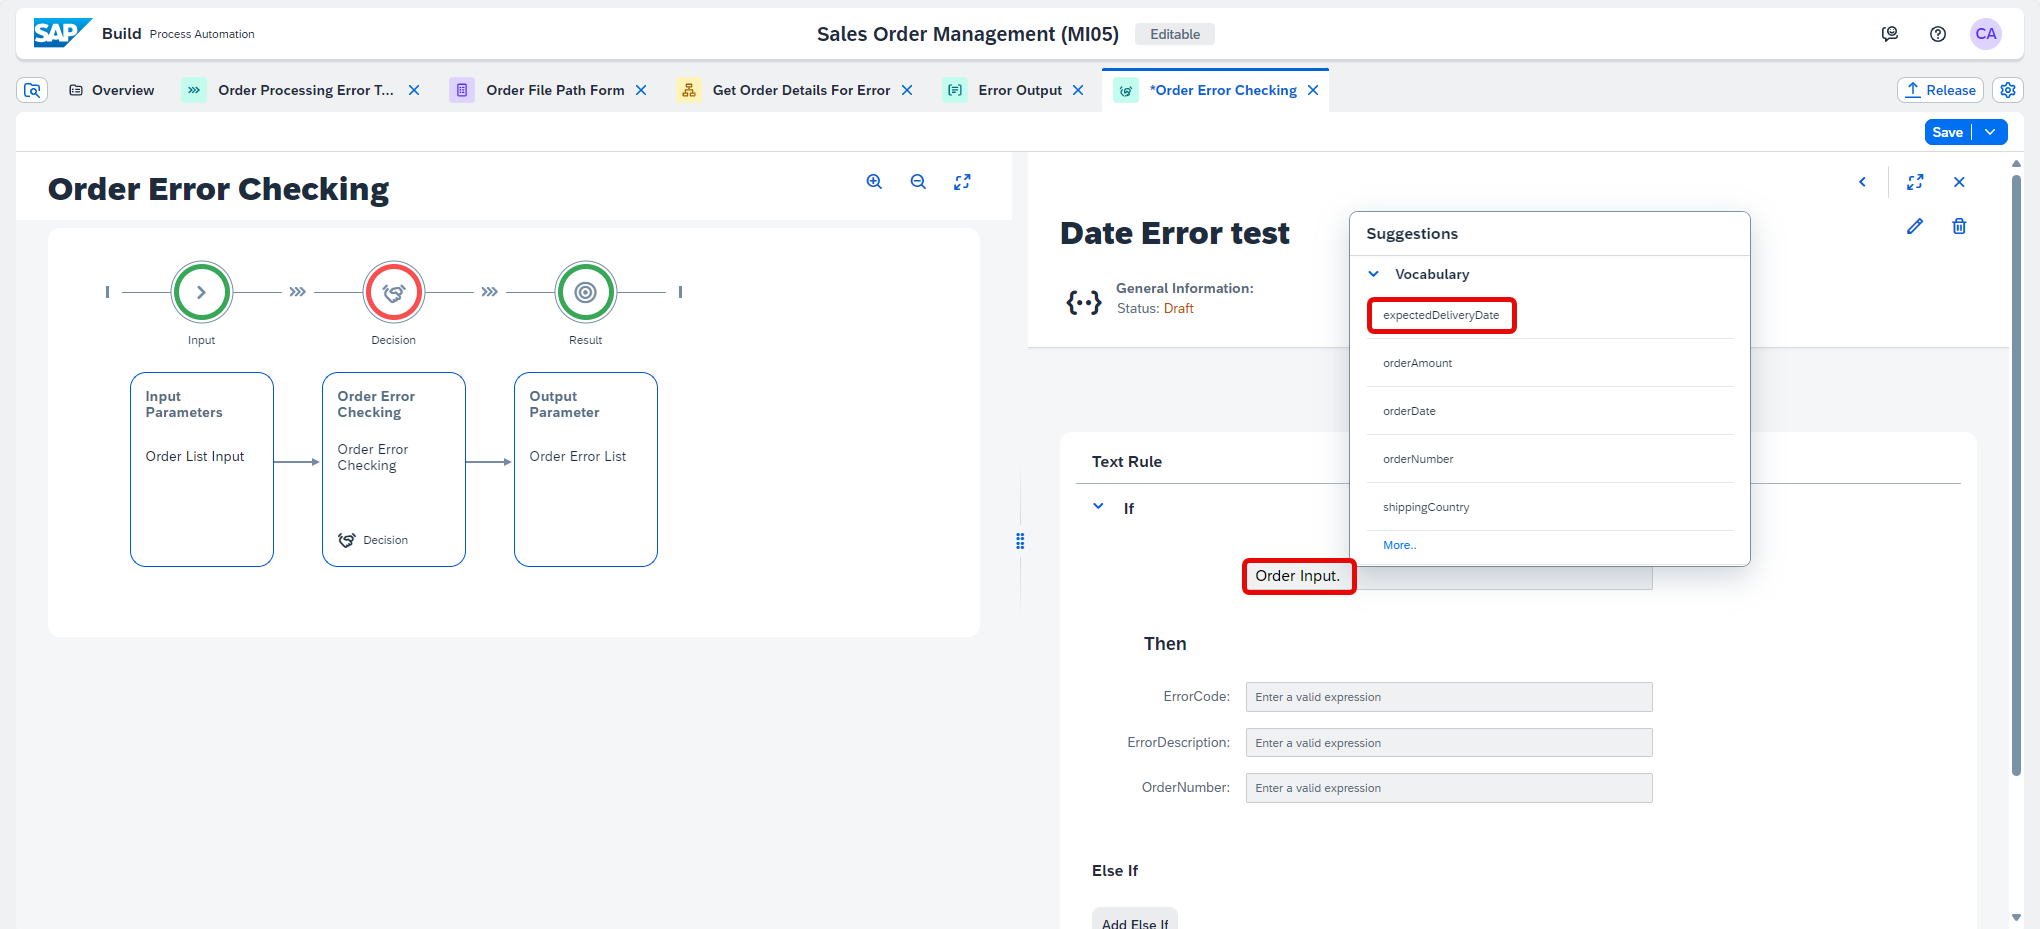 SAP Build Process Automation
Sales Order Management (MI05) Editable
CA
Overview
Order Processing Error T...
Order File Path Form
Get Order Details For Error
Error Output
*Order Error Checking
Release
Save
Order Error Checking
Input
Decision
Result
Input
Parameters
Order List Input
Order Error
Checking
Order Error
Checking
Decision
Output
Parameter
Order Error List
Date Error test
General Information:
Status: Draft
Suggestions
Vocabulary
expectedDeliveryDate
orderAmount
orderDate
orderNumber
shippingCountry
More..
Text Rule
If
Order Input.
Then
ErrorCode: Enter a valid expression
ErrorDescription: Enter a valid expression
OrderNumber: Enter a valid expression
Else If
Add Else If